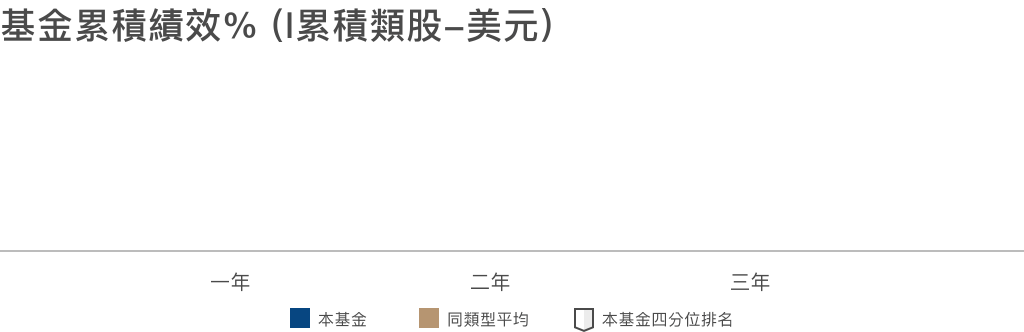 基金累積績效% (I累積類股–美元)
一年 二年 三年
本基金 同類型平均 本基金四分位排名